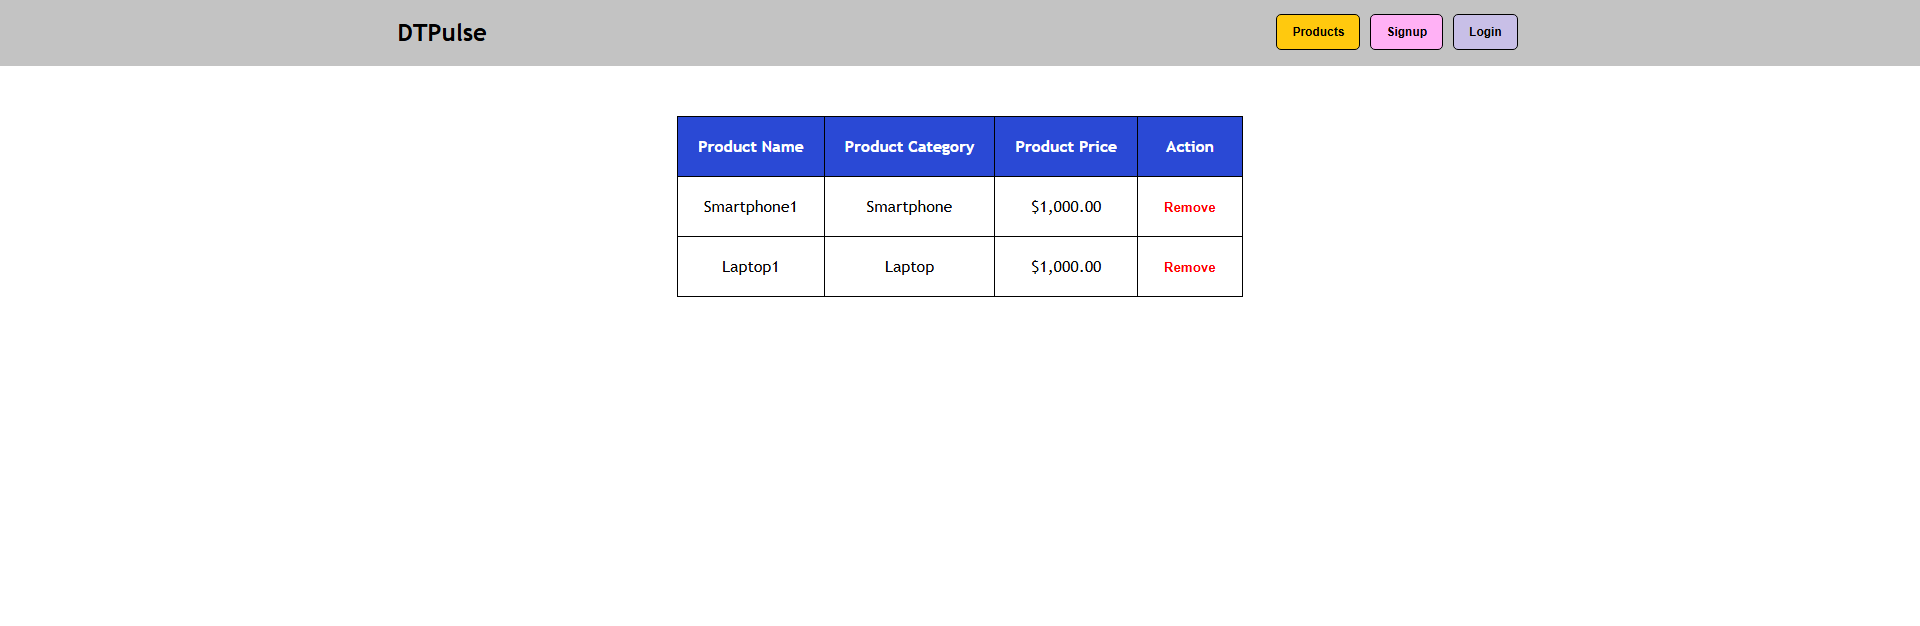 DTPulse Products Signup Login
Product Name Product Category Product Price Action
Smartphone1 Smartphone $1,000.00 Remove
Laptop1 Laptop $1,000.00 Remove